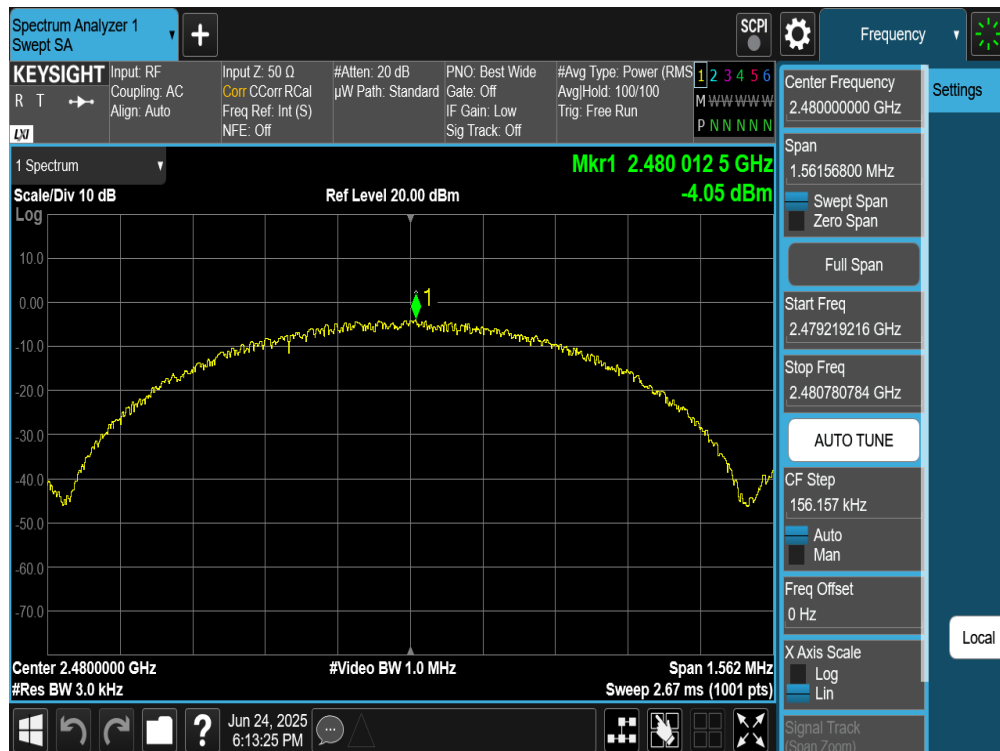 Spectrum Analyzer 1
Swept SA
+
SCPI
Frequency
KEYSIGHT
R T
LXI
Input: RF
Coupling: AC
Align: Auto
Input Z: 50 Ω
Corr CCorr RCal
Freq Ref: Int (S)
NFE: Off
#Atten: 20 dB
µW Path: Standard
PNO: Best Wide
Gate: Off
IF Gain: Low
Sig Track: Off
#Avg Type: Power (RMS
Avg|Hold: 100/100
Trig: Free Run
1 2 3 4 5 6
M W W W W W
P N N N N N
1 Spectrum
Mkr1 2.480 012 5 GHz
-4.05 dBm
Scale/Div 10 dB
Ref Level 20.00 dBm
Log
10.0
0.00
-10.0
-20.0
-30.0
-40.0
-50.0
-60.0
-70.0
1
Center 2.4800000 GHz
#Video BW 1.0 MHz
Span 1.562 MHz
#Res BW 3.0 kHz
Sweep 2.67 ms (1001 pts)
Center Frequency
2.480000000 GHz
Settings
Span
1.56156800 MHz
Swept Span
Zero Span
Full Span
Start Freq
2.479219216 GHz
Stop Freq
2.480780784 GHz
AUTO TUNE
CF Step
156.157 kHz
Auto
Man
Freq Offset
0 Hz
Local
X Axis Scale
Log
Lin
Signal Track
(Span Zoom)
?
Jun 24, 2025
6:13:25 PM